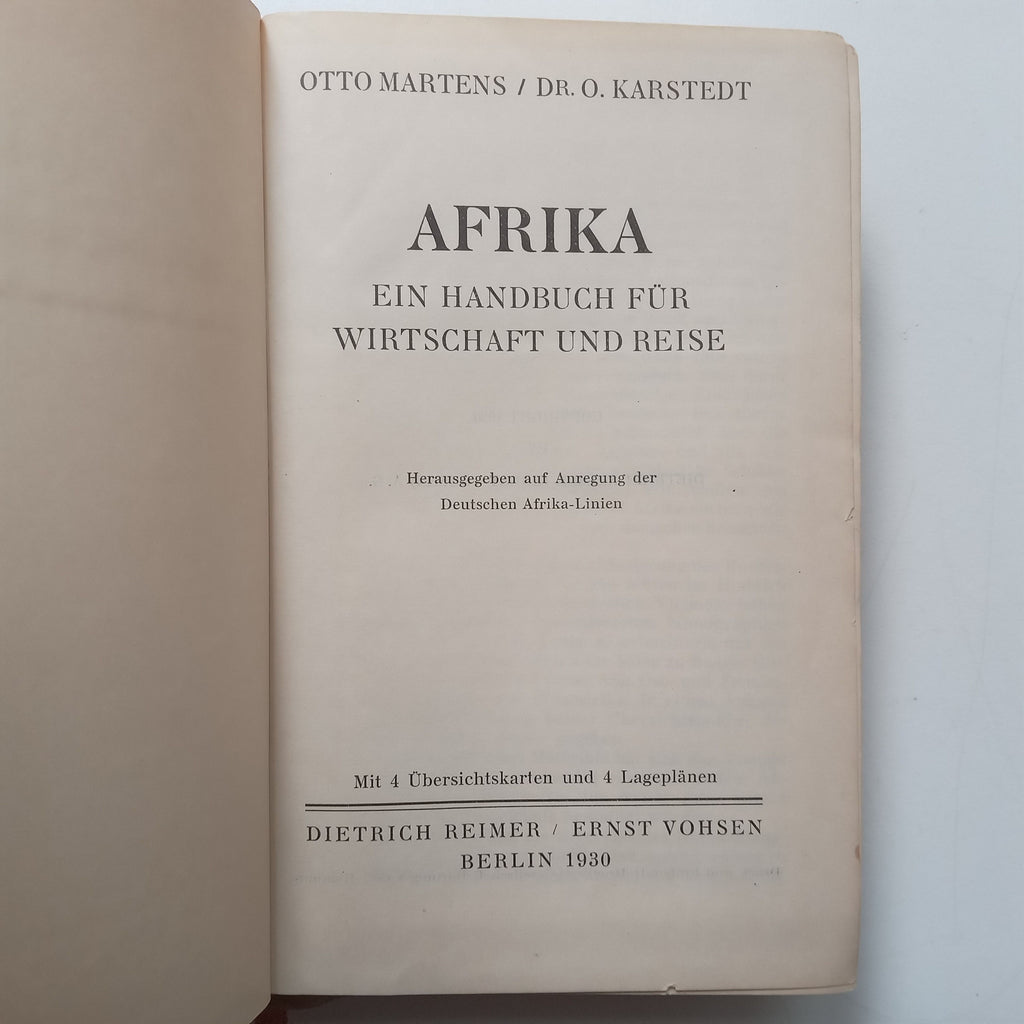 OTTO MARTENS / DR. O. KARSTEDT
AFRIKA
EIN HANDBUCH FÜR
WIRTSCHAFT UND REISE
Herausgegeben auf Anregung der
Deutschen Afrika-Linien
Mit 4 Übersichtskarten und 4 Lageplänen
DIETRICH REIMER / ERNST VOHSEN
BERLIN 1930